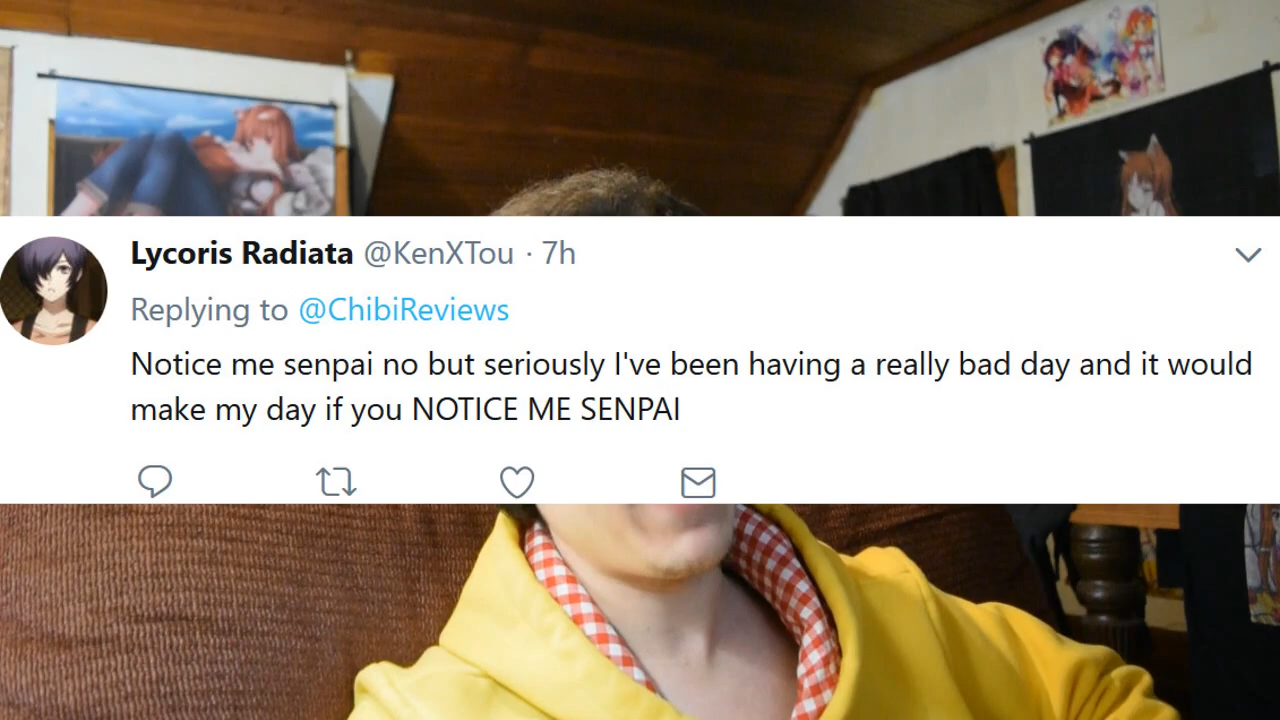 Lycoris Radiata @KenXTou · 7h
Replying to @ChibiReviews
Notice me senpai no but seriously I've been having a really bad day and it would
make my day if you NOTICE ME SENPAI